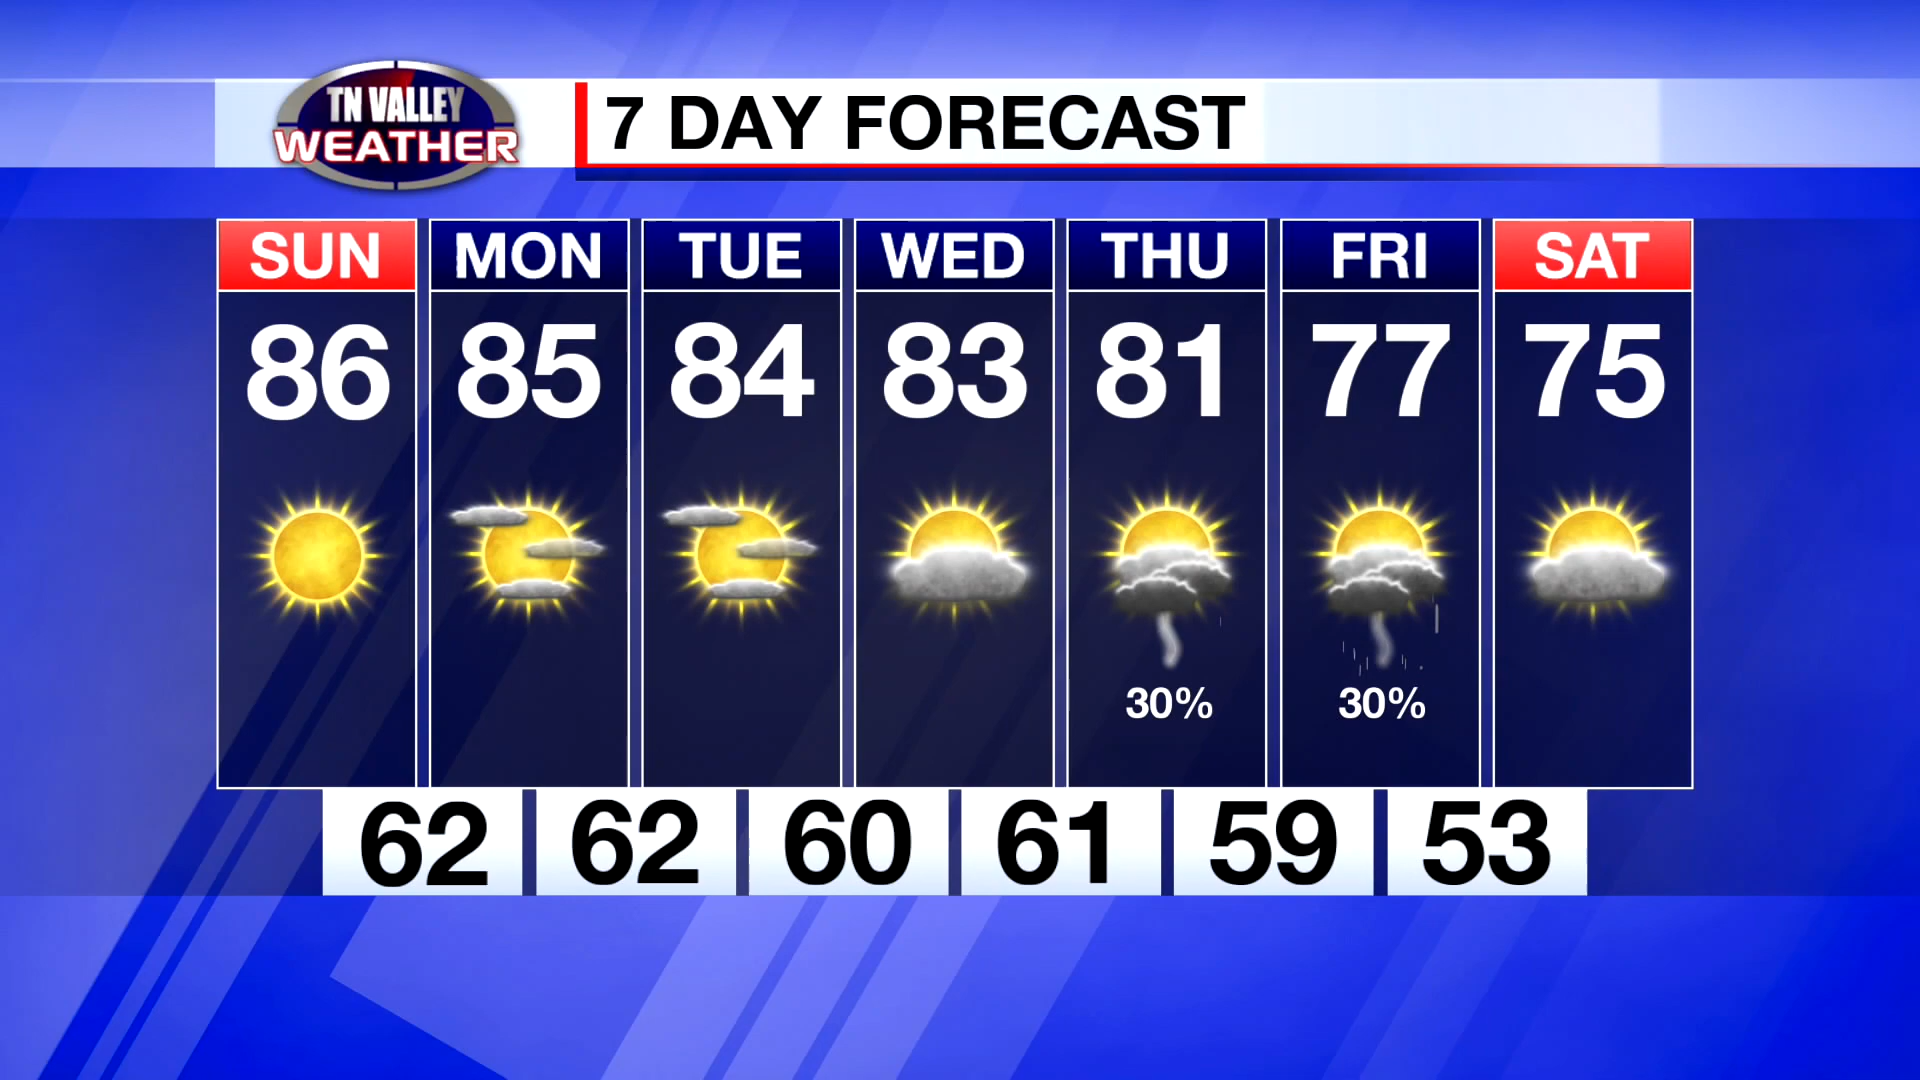 TN VALLEY
WEATHER
7 DAY FORECAST
SUN MON TUE WED THU FRI SAT
86 85 84 83 81 77 75
30% 30%
62 62 60 61 59 53